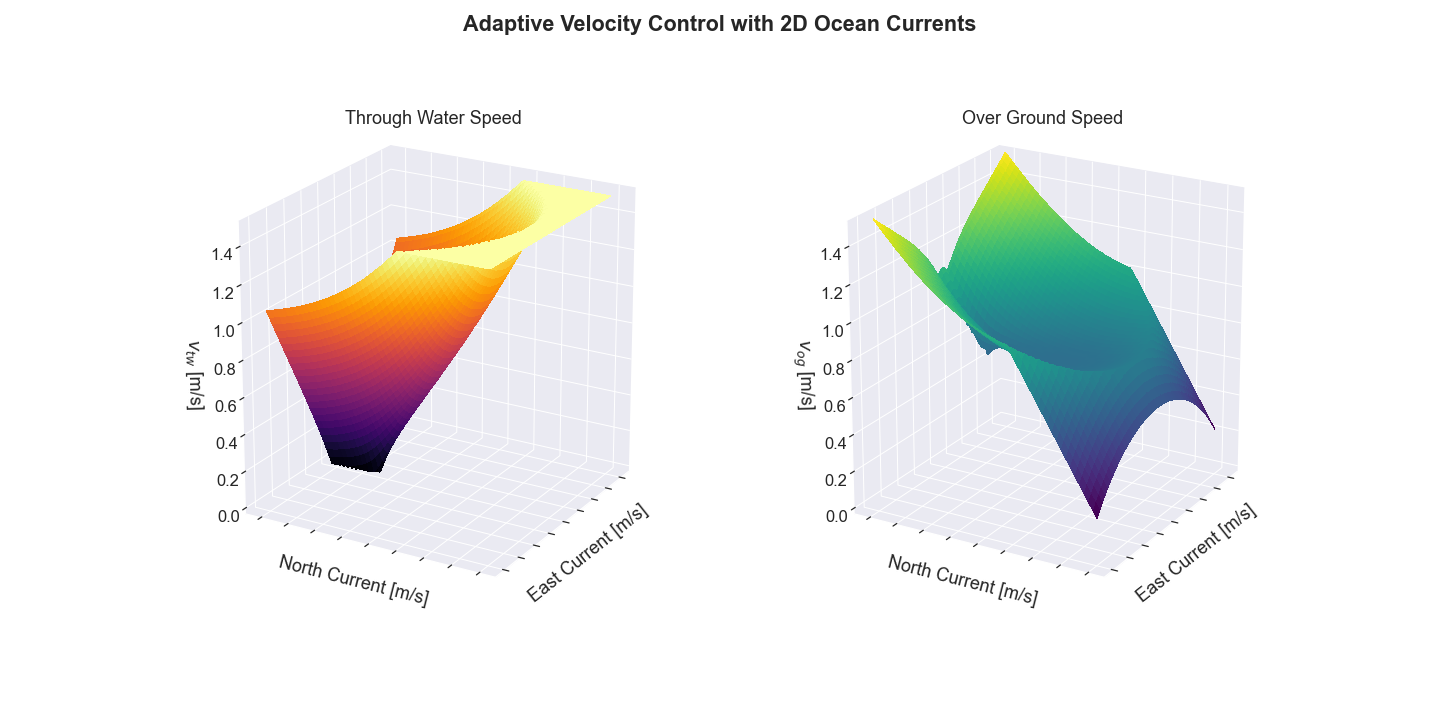 Adaptive Velocity Control with 2D Ocean Currents
Through Water Speed
1.4
1.2
1.0
0.8
0.6
0.4
0.2
0.0
v_tw [m/s]
North Current [m/s]
East Current [m/s]
Over Ground Speed
1.4
1.2
1.0
0.8
0.6
0.4
0.2
0.0
v_og [m/s]
North Current [m/s]
East Current [m/s]